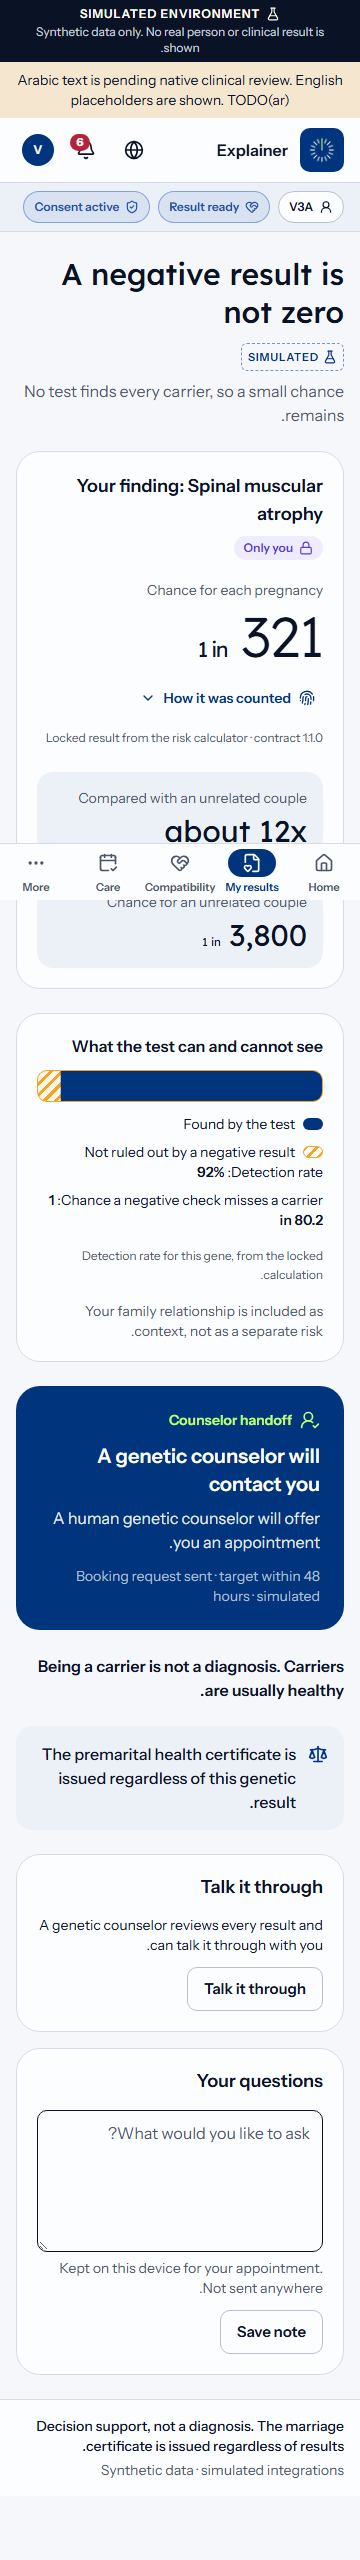 SIMULATED ENVIRONMENT
Synthetic data only. No real person or clinical result is
.shown
Arabic text is pending native clinical review. English
placeholders are shown. TODO(ar)
Explainer
6
V
V3A
Result ready
Consent active
A negative result is
not zero
SIMULATED
No test finds every carrier, so a small chance
.remains
Your finding: Spinal muscular
atrophy
Only you
Chance for each pregnancy
1 in 321
How it was counted
Locked result from the risk calculator · contract 1.1.0
Compared with an unrelated couple
about 12x
Home
My results
Compatibility
Care
More
Chance for an unrelated couple
1 in 3,800
What the test can and cannot see
Found by the test
Not ruled out by a negative result
92% :Detection rate
1 :Chance a negative check misses a carrier
in 80.2
Detection rate for this gene, from the locked
.calculation
Your family relationship is included as
.context, not as a separate risk
Counselor handoff
A genetic counselor will
contact you
A human genetic counselor will offer
.you an appointment
Booking request sent · target within 48
hours · simulated
Being a carrier is not a diagnosis. Carriers
.are usually healthy
The premarital health certificate is
issued regardless of this genetic
.result
Talk it through
A genetic counselor reviews every result and
.can talk it through with you
Talk it through
Your questions
?What would you like to ask
Kept on this device for your appointment.
.Not sent anywhere
Save note
Decision support, not a diagnosis. The marriage
.certificate is issued regardless of results
Synthetic data · simulated integrations